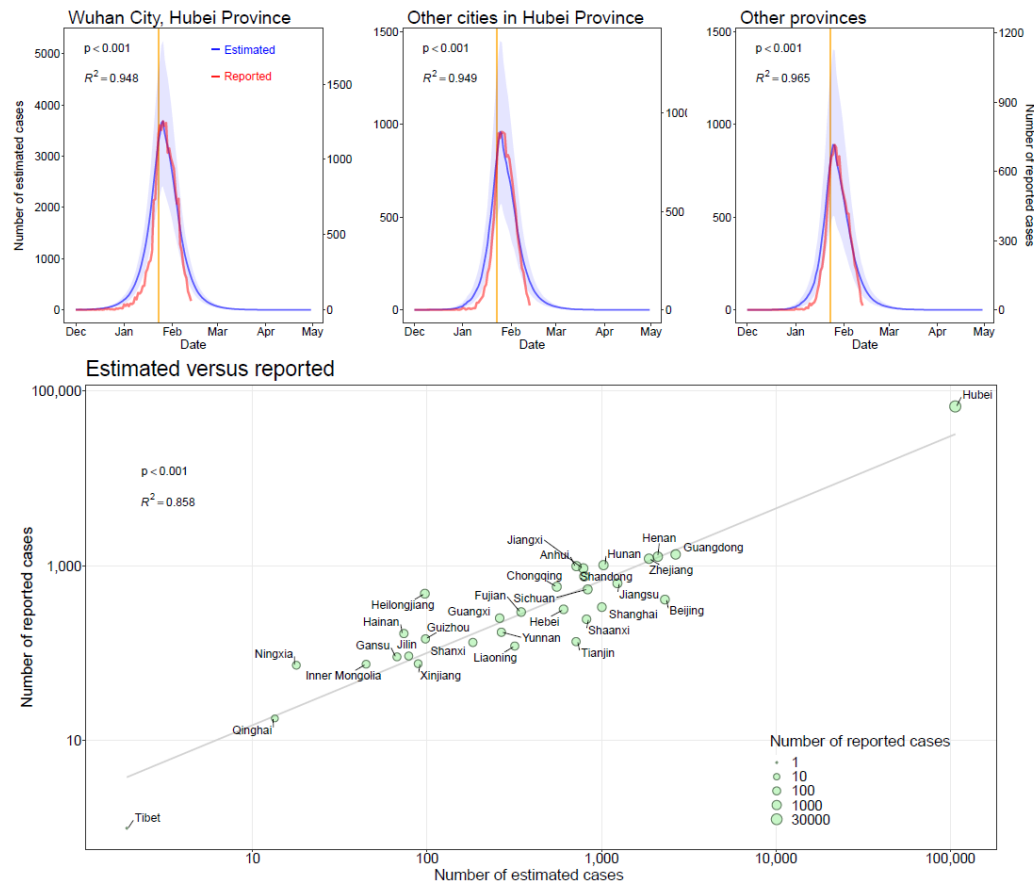 Wuhan City, Hubei Province
Other cities in Hubei Province
Other provinces
Number of estimated cases
5000
4000
3000
2000
1000
0
p < 0.001
R² = 0.948
Estimated
Reported
1500
1000
500
0
Dec Jan Feb Mar Apr May
Date
1500
1000
500
0
p < 0.001
R² = 0.949
1000
500
0
Dec Jan Feb Mar Apr May
Date
1500
1000
500
0
p < 0.001
R² = 0.965
1200
900
600
300
0
Number of reported cases
Dec Jan Feb Mar Apr May
Date
Estimated versus reported
Number of reported cases
100,000
1,000
10
p < 0.001
R² = 0.858
Hubei
Jiangxi
Henan
Anhui
Hunan
Guangdong
Chongqing
Shandong
Zhejiang
Sichuan
Jiangsu
Fujian
Heilongjiang
Guangxi
Shanghai
Beijing
Hainan
Guizhou
Hebei
Shaanxi
Ningxia
Gansu
Jilin
Shanxi
Yunnan
Tianjin
Inner Mongolia
Xinjiang
Liaoning
Qinghai
Tibet
Number of reported cases
1
10
100
1000
30000
10 100 1,000 10,000 100,000
Number of estimated cases